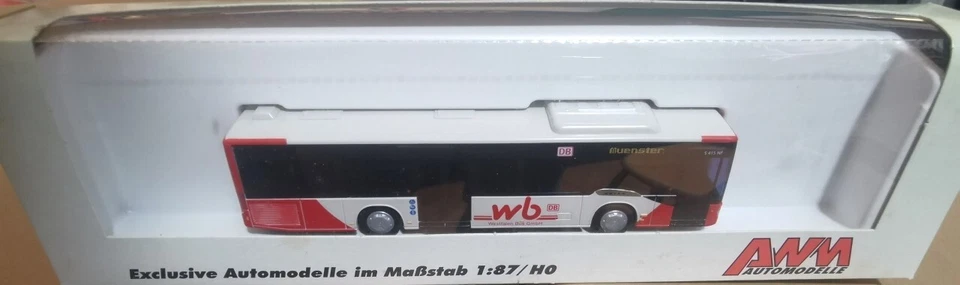 DB
Muenster
wb DB
Westfalen BUS GmbH
Exclusive Automodelle im Maßstab 1:87/H0
AWM
AUTOMODELLE